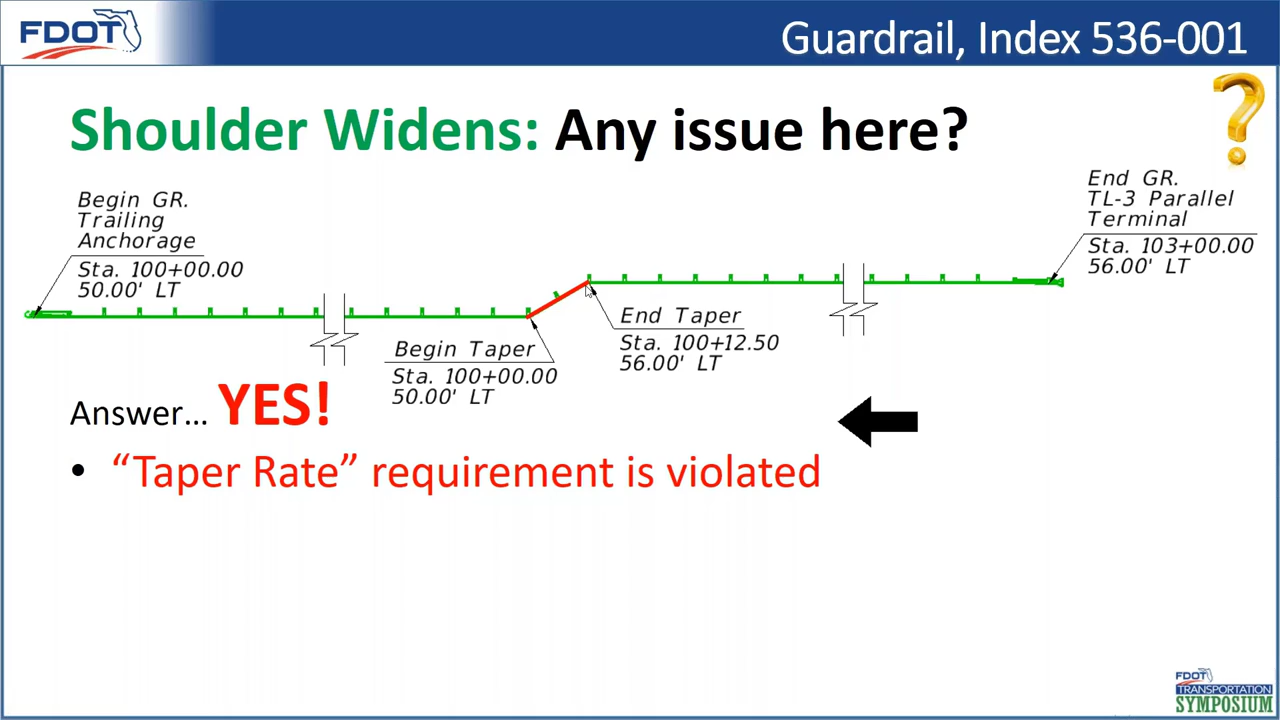 FDOT
Guardrail, Index 536-001
Shoulder Widens: Any issue here?
?
Begin GR.
Trailing
Anchorage
Sta. 100+00.00
50.00' LT
End GR.
TL-3 Parallel
Terminal
Sta. 103+00.00
56.00' LT
End Taper
Sta. 100+12.50
56.00' LT
Begin Taper
Sta. 100+00.00
50.00' LT
Answer... YES!
• “Taper Rate” requirement is violated
FDOT
TRANSPORTATION
SYMPOSIUM